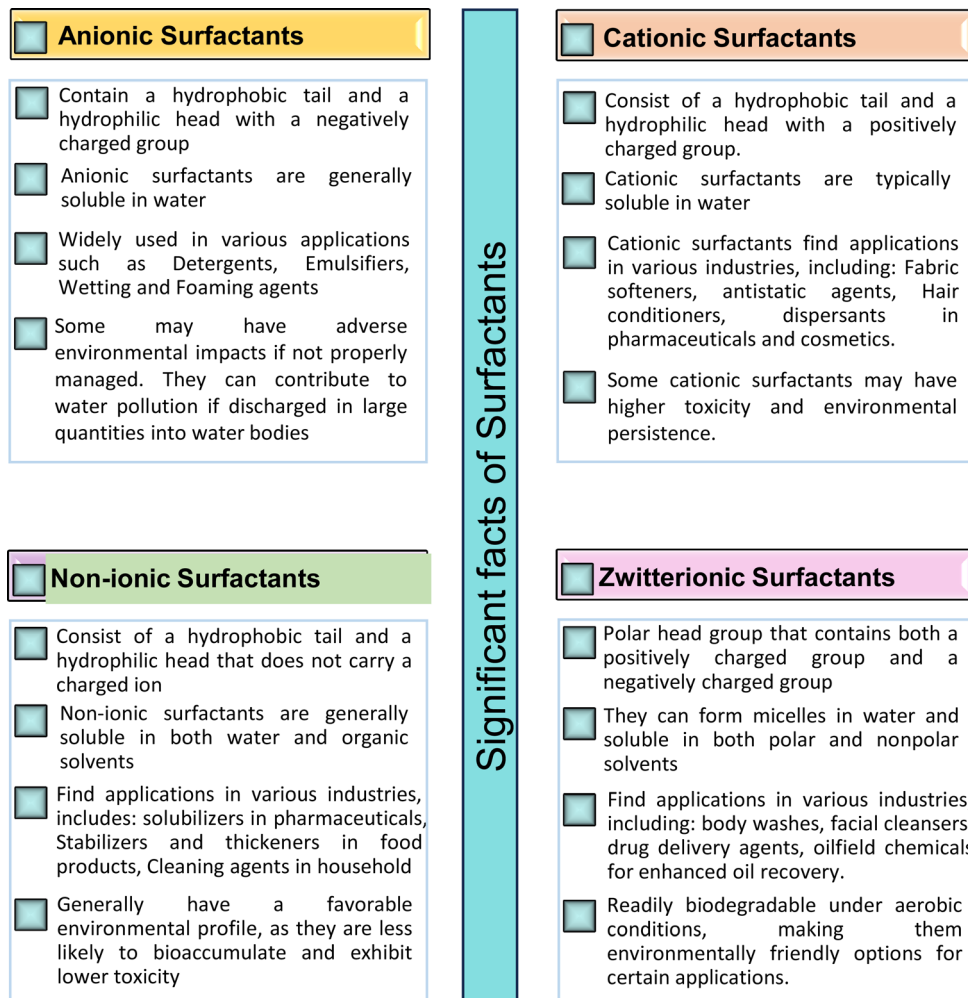 Anionic Surfactants
Contain a hydrophobic tail and a
hydrophilic head with a negatively
charged group
Anionic surfactants are generally
soluble in water
Widely used in various applications
such as Detergents, Emulsifiers,
Wetting and Foaming agents
Some may have adverse
environmental impacts if not properly
managed. They can contribute to
water pollution if discharged in large
quantities into water bodies
Significant facts of Surfactants
Cationic Surfactants
Consist of a hydrophobic tail and a
hydrophilic head with a positively
charged group.
Cationic surfactants are typically
soluble in water
Cationic surfactants find applications
in various industries, including: Fabric
softeners, antistatic agents, Hair
conditioners, dispersants in
pharmaceuticals and cosmetics.
Some cationic surfactants may have
higher toxicity and environmental
persistence.
Non-ionic Surfactants
Consist of a hydrophobic tail and a
hydrophilic head that does not carry a
charged ion
Non-ionic surfactants are generally
soluble in both water and organic
solvents
Find applications in various industries,
includes: solubilizers in pharmaceuticals,
Stabilizers and thickeners in food
products, Cleaning agents in household
Generally have a favorable
environmental profile, as they are less
likely to bioaccumulate and exhibit
lower toxicity
Zwitterionic Surfactants
Polar head group that contains both a
positively charged group and a
negatively charged group
They can form micelles in water and
soluble in both polar and nonpolar
solvents
Find applications in various industries
including: body washes, facial cleansers
drug delivery agents, oilfield chemicals
for enhanced oil recovery.
Readily biodegradable under aerobic
conditions, making them
environmentally friendly options for
certain applications.